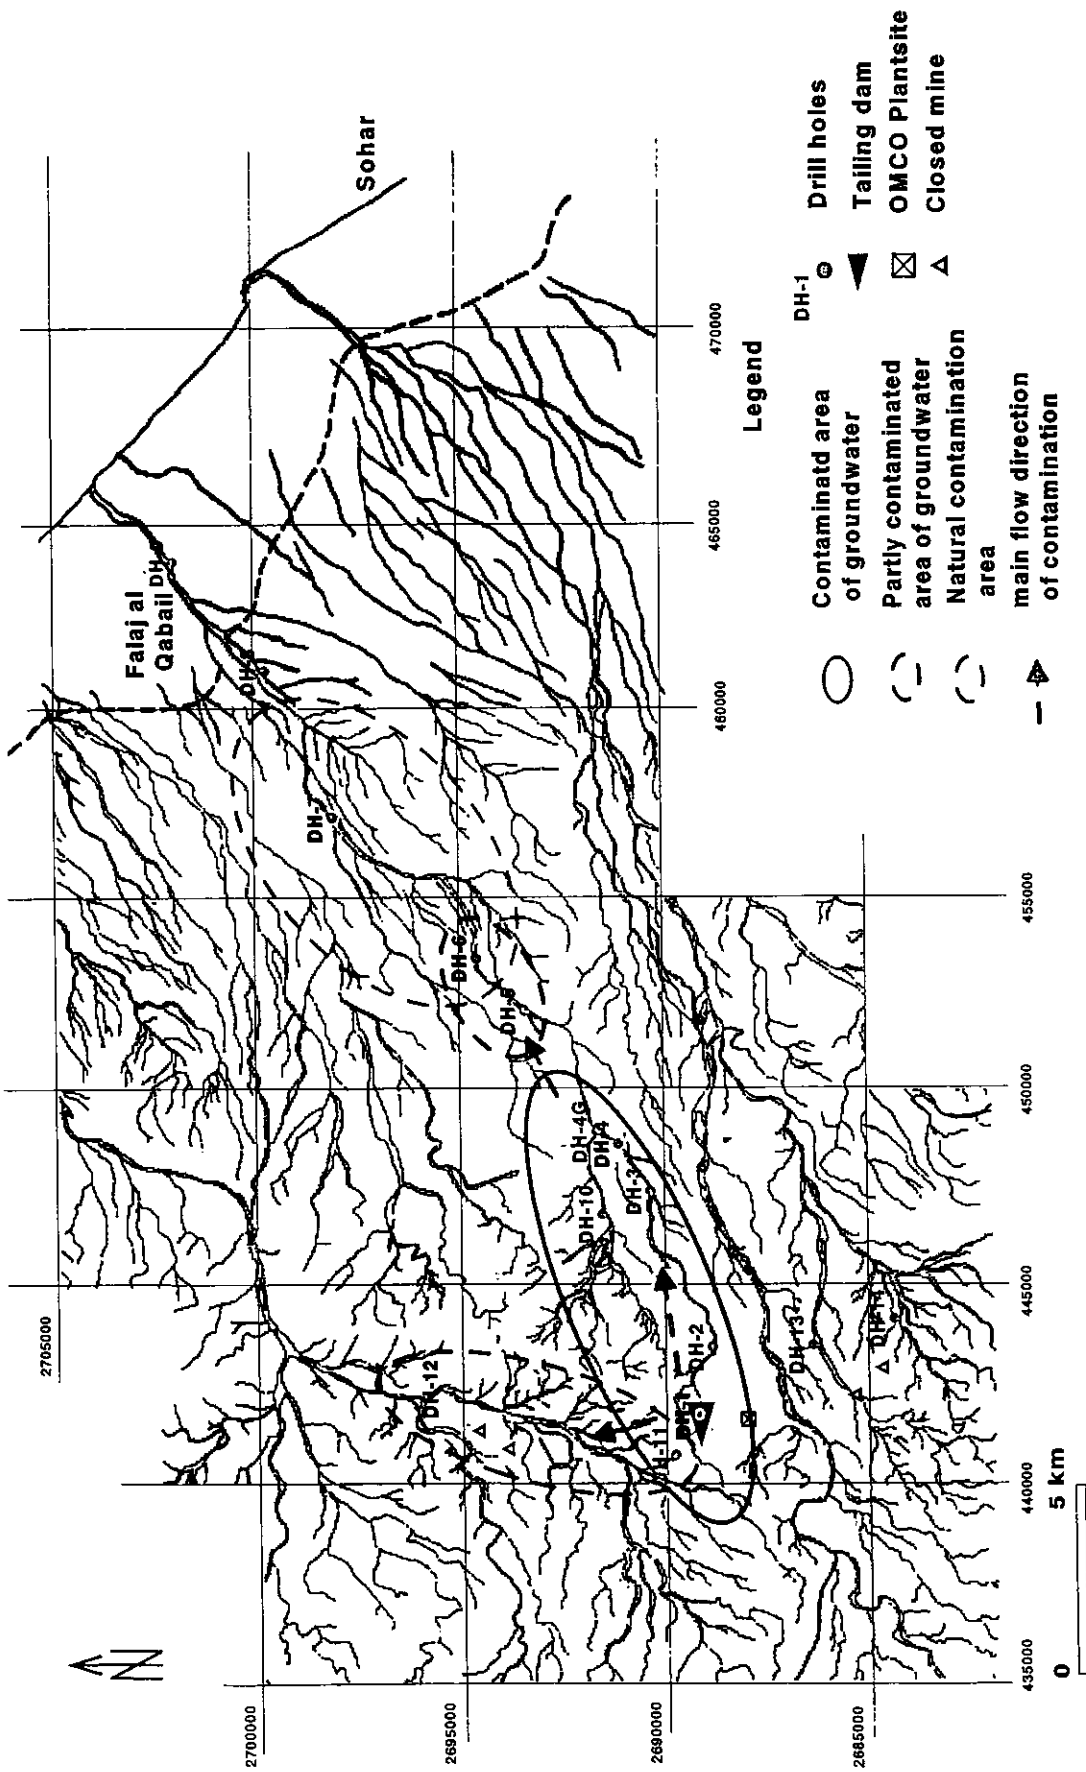 N
Sohar
Falaj al
Qabail
DH-7
DH-6
DH-5
DH-4G
DH-4
DH-3
DH-10
DH-2
DH-1
DH-12
DH-13
2705000
2700000
2695000
2690000
2685000
435000
440000
445000
450000
455000
460000
465000
470000
0
5 km
Legend
Contaminatd area
of groundwater
Partly contaminated
area of groundwater
Natural contamination
area
main flow direction
of contamination
DH-1
Drill holes
Tailing dam
OMCO Plantsite
Closed mine